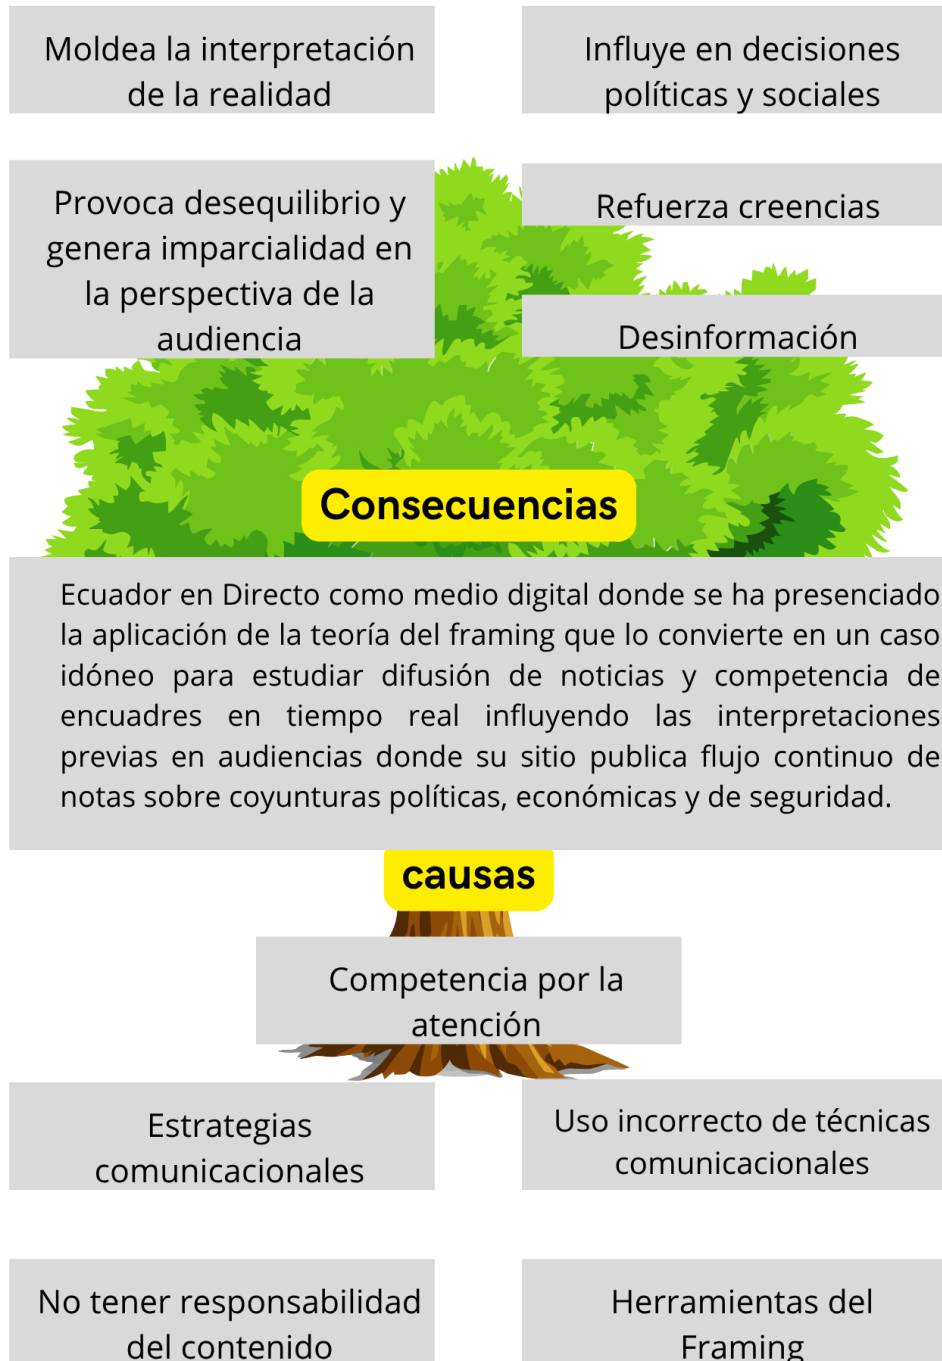 Moldea la interpretación
de la realidad
Influye en decisiones
políticas y sociales
Provoca desequilibrio y
genera imparcialidad en
la perspectiva de la
audiencia
Refuerza creencias
Desinformación
Consecuencias
Ecuador en Directo como medio digital donde se ha presenciado
la aplicación de la teoría del framing que lo convierte en un caso
idóneo para estudiar difusión de noticias y competencia de
encuadres en tiempo real influyendo las interpretaciones
previas en audiencias donde su sitio publica flujo continuo de
notas sobre coyunturas políticas, económicas y de seguridad.
causas
Competencia por la
atención
Estrategias
comunicacionales
Uso incorrecto de técnicas
comunicacionales
No tener responsabilidad
del contenido
Herramientas del
Framing